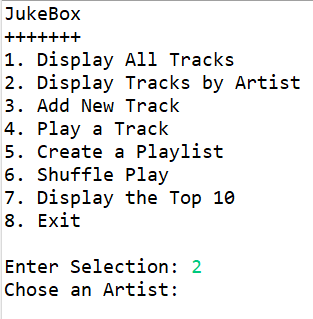 JukeBox
+++++++
1. Display All Tracks
2. Display Tracks by Artist
3. Add New Track
4. Play a Track
5. Create a Playlist
6. Shuffle Play
7. Display the Top 10
8. Exit
Enter Selection: 2
Chose an Artist: